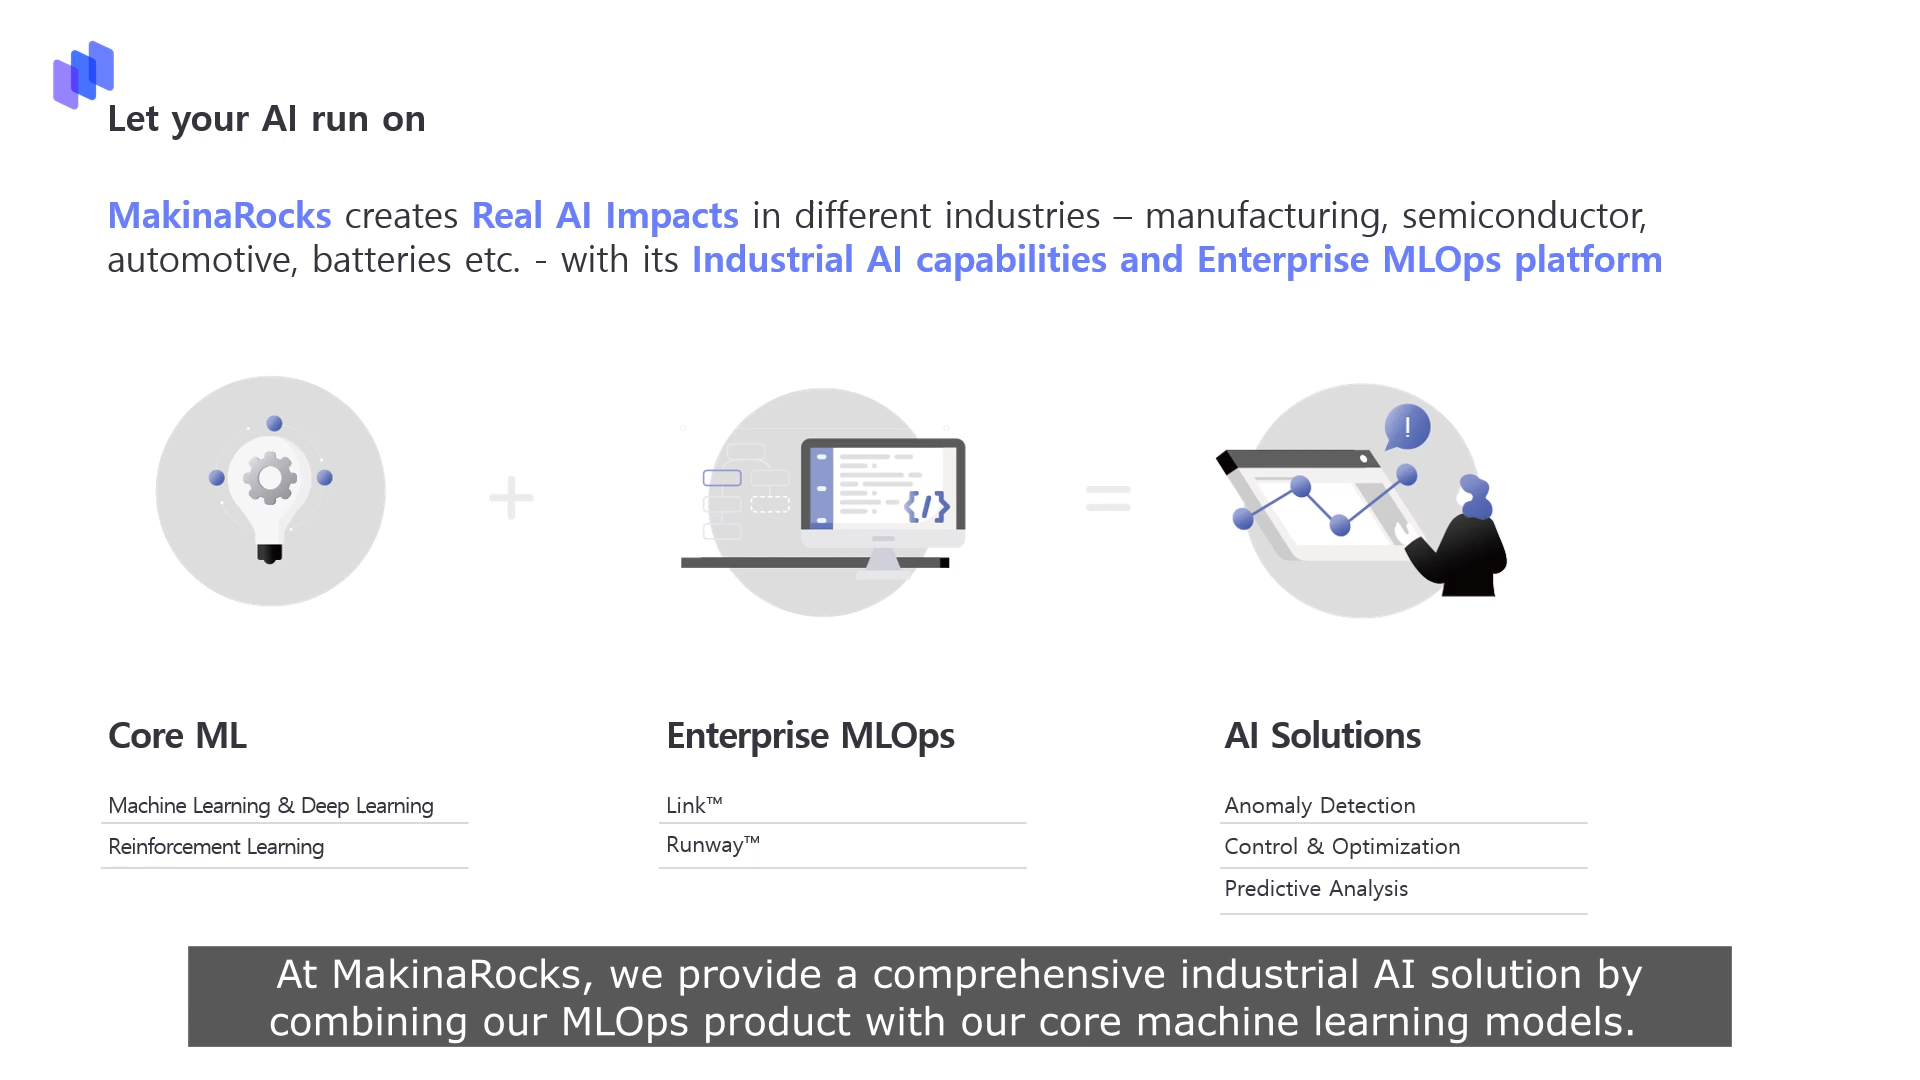 Let your AI run on
MakinaRocks creates Real AI Impacts in different industries – manufacturing, semiconductor,
automotive, batteries etc. - with its Industrial AI capabilities and Enterprise MLOps platform
!
Core ML
Machine Learning & Deep Learning
Reinforcement Learning
Enterprise MLOps
Link™
Runway™
AI Solutions
Anomaly Detection
Control & Optimization
Predictive Analysis
At MakinaRocks, we provide a comprehensive industrial AI solution by
combining our MLOps product with our core machine learning models.